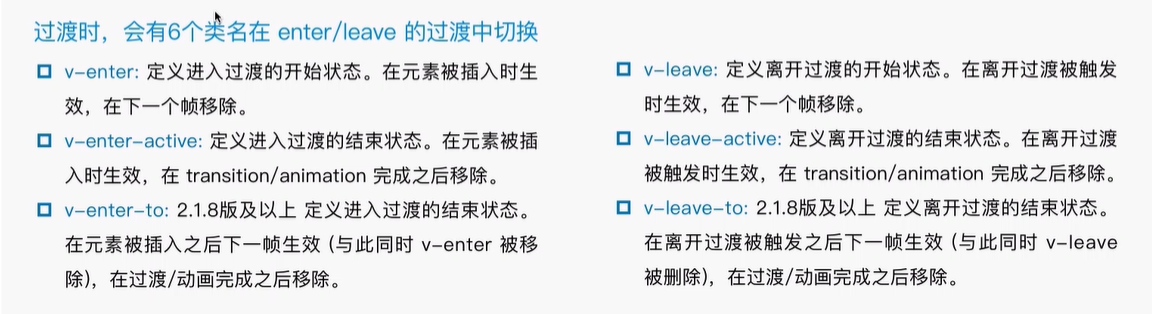 过渡时，会有6个类名在 enter/leave 的过渡中切换
v-enter: 定义进入过渡的开始状态。在元素被插入时生
效，在下一个帧移除。
v-enter-active: 定义进入过渡的结束状态。在元素被插
入时生效，在 transition/animation 完成之后移除。
v-enter-to: 2.1.8版及以上 定义进入过渡的结束状态。
在元素被插入之后下一帧生效 (与此同时 v-enter 被移
除)，在过渡/动画完成之后移除。
v-leave: 定义离开过渡的开始状态。在离开过渡被触发
时生效，在下一个帧移除。
v-leave-active: 定义离开过渡的结束状态。在离开过渡
被触发时生效，在 transition/animation 完成之后移除。
v-leave-to: 2.1.8版及以上 定义离开过渡的结束状态。
在离开过渡被触发之后下一帧生效 (与此同时 v-leave
被删除)，在过渡/动画完成之后移除。